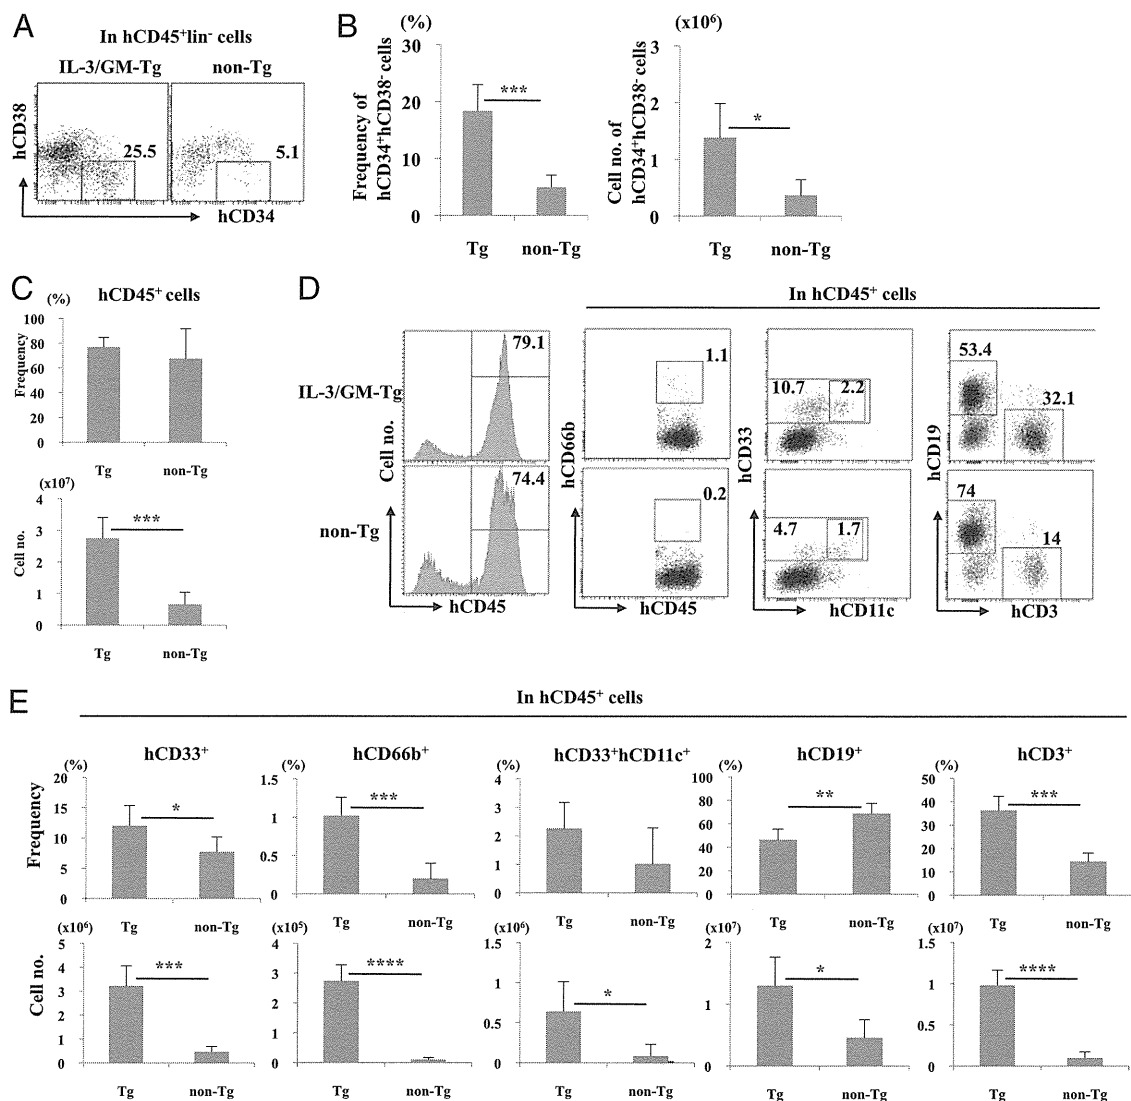 A
In hCD45+lin- cells
IL-3/GM-Tg non-Tg
hCD38
25.5
5.1
hCD34
B
(%)
Frequency of
hCD34+hCD38- cells
30
20
10
0
***
Tg non-Tg
(x10⁶)
Cell no. of
hCD34+hCD38- cells
3
2
1
0
*
Tg non-Tg
C
(%)
hCD45+ cells
Frequency
100
80
60
40
20
0
Tg non-Tg
(x10⁷)
Cell no.
4
3
2
1
0
***
Tg non-Tg
D
In hCD45+ cells
IL-3/GM-Tg
non-Tg
Cell no.
79.1
74.4
hCD45
hCD66b
1.1
0.2
hCD45
hCD33
10.7 2.2
4.7 1.7
hCD11c
hCD19
53.4
32.1
74
14
hCD3
E
In hCD45+ cells
Frequency
hCD33+
(%)
20
15
10
5
0
*
Tg non-Tg
hCD66b+
(%)
1.5
1
0.5
0
***
Tg non-Tg
hCD33+hCD11c+
(%)
4
3
2
1
0
Tg non-Tg
hCD19+
(%)
100
80
60
40
20
0
**
Tg non-Tg
hCD3+
(%)
50
40
30
20
10
0
***
Tg non-Tg
Cell no.
(x10⁶)
5
4
3
2
1
0
***
Tg non-Tg
(x10⁵)
4
3
2
1
0
****
Tg non-Tg
(x10⁶)
1.5
1
0.5
0
*
Tg non-Tg
(x10⁷)
2
1
0
*
Tg non-Tg
(x10⁷)
1.5
1
0.5
0
****
Tg non-Tg